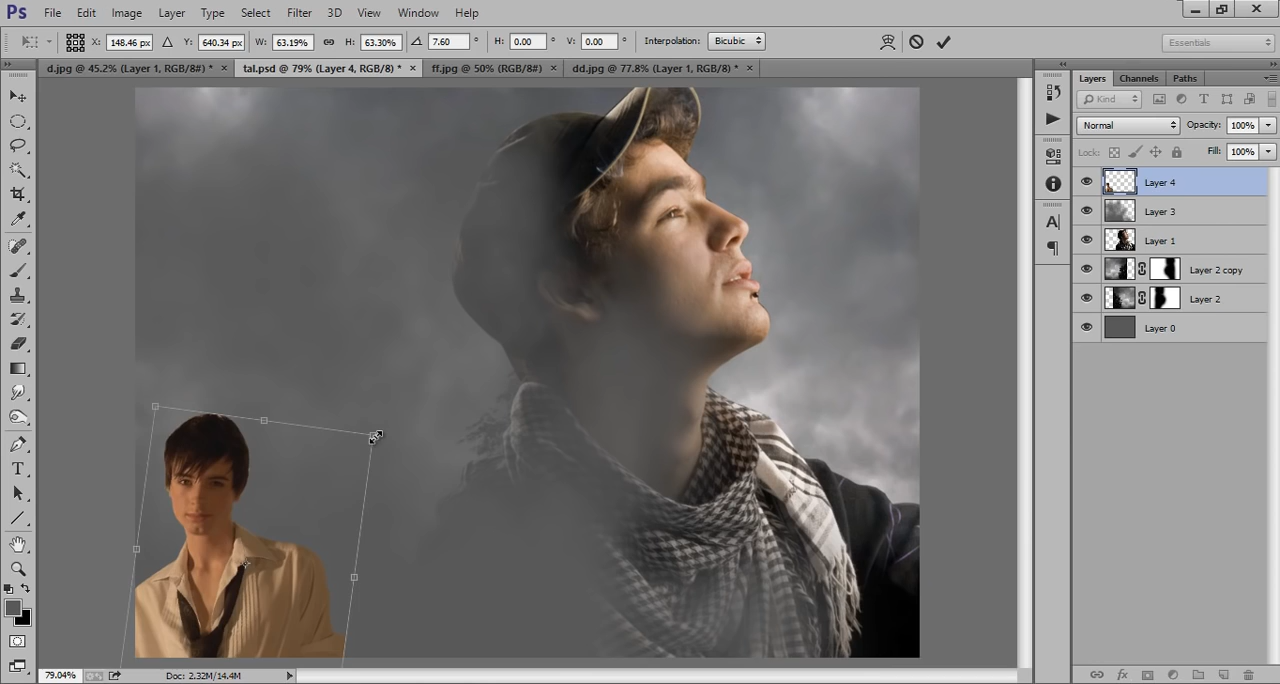 Ps File Edit Image Layer Type Select Filter 3D View Window Help
X: 148.46 px Y: 640.34 px W: 63.19% H: 63.30% 7.60 ° H: 0.00 ° V: 0.00 ° Interpolation: Bicubic Essentials
d.jpg @ 45.2% (Layer 1, RGB/8#) * × tal.psd @ 79% (Layer 4, RGB/8) * × ff.jpg @ 50% (RGB/8#) × dd.jpg @ 77.8% (Layer 1, RGB/8) * ×
Layers Channels Paths
Kind
Normal Opacity: 100%
Lock: Fill: 100%
Layer 4
Layer 3
Layer 1
Layer 2 copy
Layer 2
Layer 0
79.04% Doc: 2.32M/14.4M